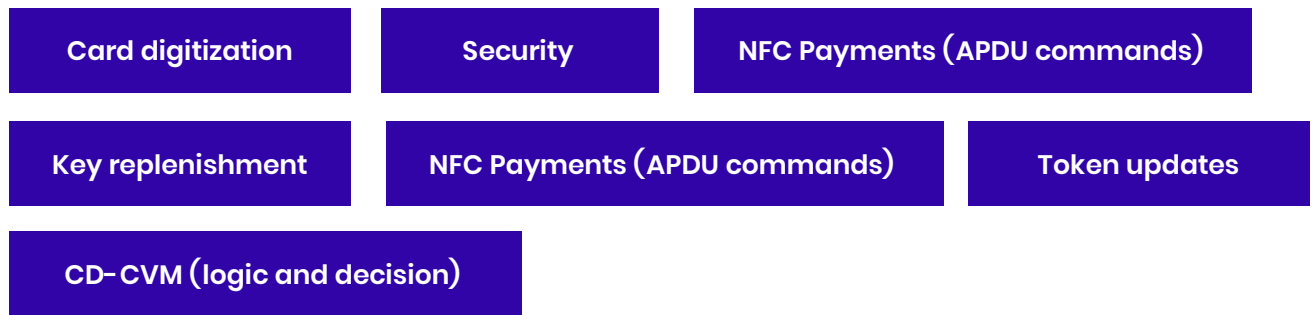 Card digitization
Security
NFC Payments (APDU commands)
Key replenishment
NFC Payments (APDU commands)
Token updates
CD-CVM (logic and decision)